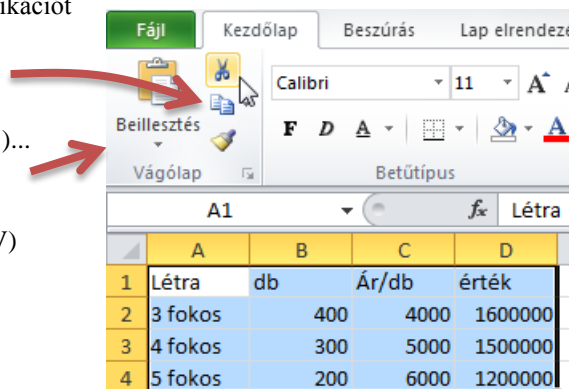 ikációt
Fájl Kezdőlap Beszúrás Lap elrendezé
Calibri 11 A
Beillesztés
)...
F D A A
Vágólap Betűtípus
A1 fx Létra
V)
A B C D
1 Létra db Ár/db érték
2 3 fokos 400 4000 1600000
3 4 fokos 300 5000 1500000
4 5 fokos 200 6000 1200000